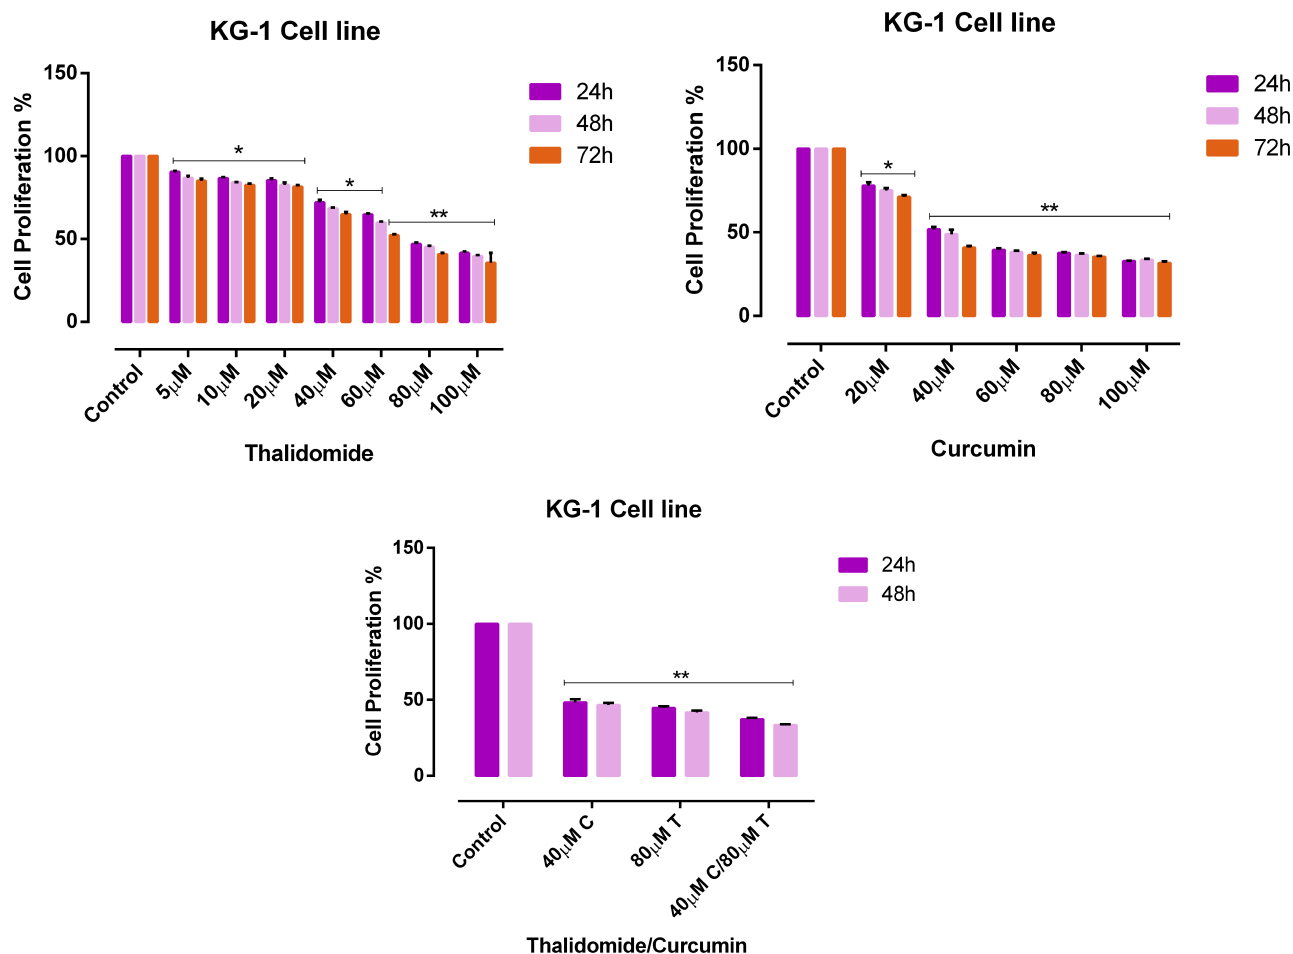 KG-1 Cell line
Cell Proliferation %
150
100
50
0
*
*
**
24h
48h
72h
Control
5µM
10µM
20µM
40µM
60µM
80µM
100µM
Thalidomide
KG-1 Cell line
Cell Proliferation %
150
100
50
0
*
**
24h
48h
72h
Control
20µM
40µM
60µM
80µM
100µM
Curcumin
KG-1 Cell line
Cell Proliferation %
150
100
50
0
**
24h
48h
Control
40µM C
80µM T
40µM C/80µM T
Thalidomide/Curcumin